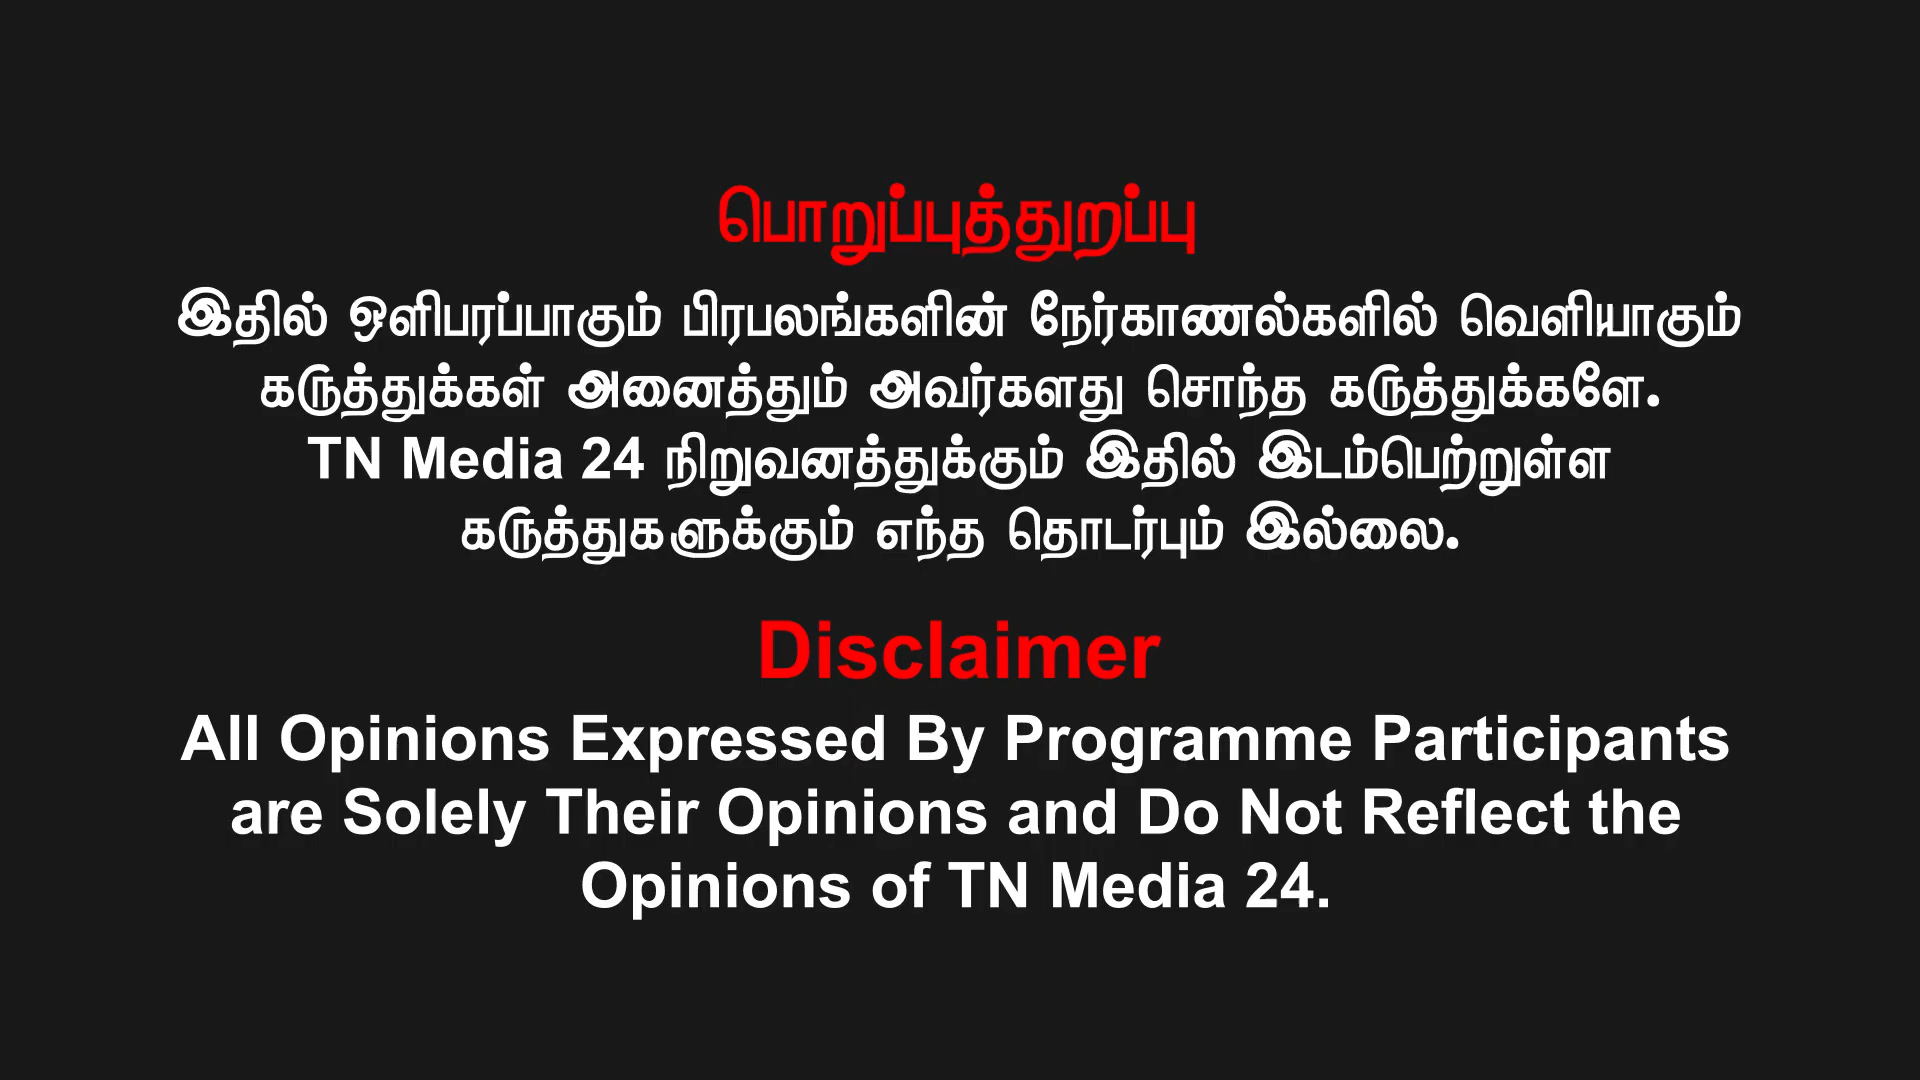 பொறுப்புத்துறப்பு
இதில் ஒளிபரப்பாகும் பிரபலங்களின் நேர்காணல்களில் வெளியாகும்
கருத்துக்கள் அனைத்தும் அவர்களது சொந்த கருத்துக்களே.
TN Media 24 நிறுவனத்துக்கும் இதில் இடம்பெற்றுள்ள
கருத்துகளுக்கும் எந்த தொடர்பும் இல்லை.
Disclaimer
All Opinions Expressed By Programme Participants
are Solely Their Opinions and Do Not Reflect the
Opinions of TN Media 24.